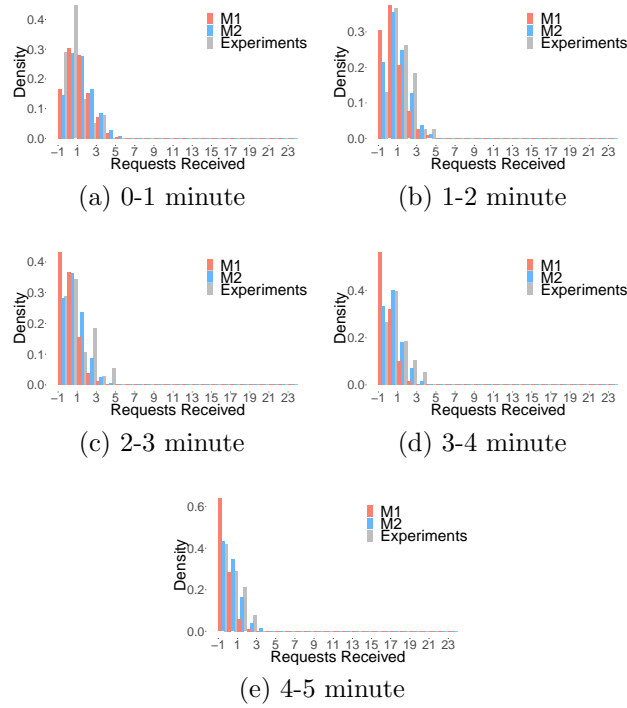 M1
M2
Experiments
Density
0.4
0.3
0.2
0.1
0.0
−1 1 3 5 7 9 11 13 15 17 19 21 23
Requests Received
(a) 0-1 minute
M1
M2
Experiments
Density
0.3
0.2
0.1
0.0
−1 1 3 5 7 9 11 13 15 17 19 21 23
Requests Received
(b) 1-2 minute
M1
M2
Experiments
Density
0.4
0.3
0.2
0.1
0.0
−1 1 3 5 7 9 11 13 15 17 19 21 23
Requests Received
(c) 2-3 minute
M1
M2
Experiments
Density
0.4
0.2
0.0
−1 1 3 5 7 9 11 13 15 17 19 21 23
Requests Received
(d) 3-4 minute
M1
M2
Experiments
Density
0.6
0.4
0.2
0.0
−1 1 3 5 7 9 11 13 15 17 19 21 23
Requests Received
(e) 4-5 minute